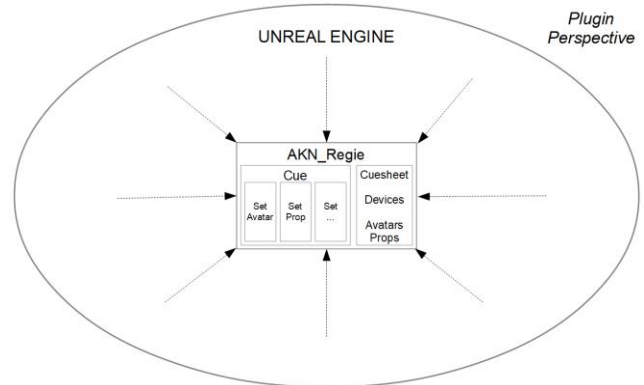 Plugin
Perspective
UNREAL ENGINE
AKN_Regie
Cue
Set
Avatar
Set
Prop
Set
...
Cuesheet
Devices
Avatars
Props